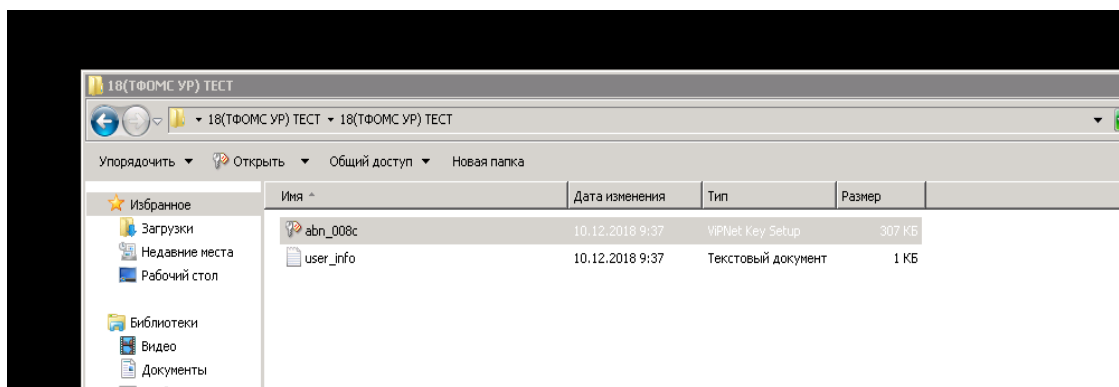 18(ТФОМС УР) ТЕСТ
18(ТФОМС УР) ТЕСТ 18(ТФОМС УР) ТЕСТ
Упорядочить Открыть Общий доступ Новая папка
Имя Дата изменения Тип Размер
Избранное
Загрузки
Недавние места
Рабочий стол
Библиотеки
Видео
Документы
abn_008c 10.12.2018 9:37 ViPNet Key Setup 307 КБ
user_info 10.12.2018 9:37 Текстовый документ 1 КБ